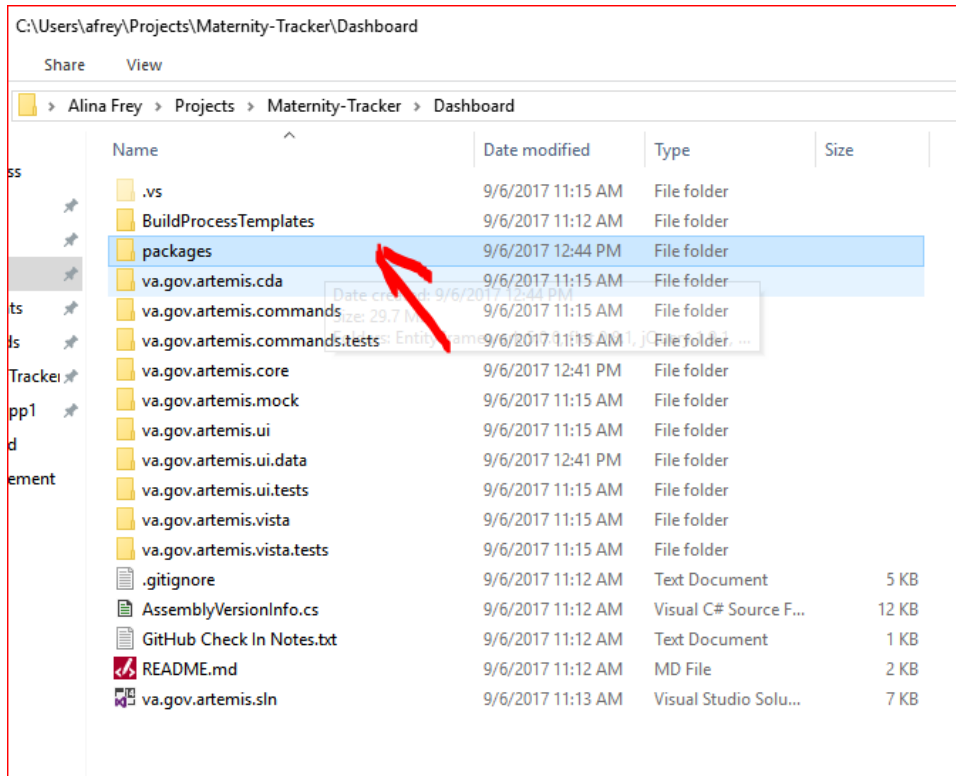 C:\Users\afrey\Projects\Maternity-Tracker\Dashboard
Share View
> Alina Frey > Projects > Maternity-Tracker > Dashboard
Name Date modified Type Size
ss
.vs 9/6/2017 11:15 AM File folder
BuildProcessTemplates 9/6/2017 11:12 AM File folder
packages 9/6/2017 12:44 PM File folder
va.gov.artemis.cda 9/6/2017 11:15 AM File folder
Date created: 9/6/2017 12:44 PM
ts va.gov.artemis.commands 9/6/2017 11:15 AM File folder
Size: 29.7
ds va.gov.artemis.commands.tests 9/6/2017 11:15 AM File folder
Tracker va.gov.artemis.core 9/6/2017 12:41 PM File folder
pp1 va.gov.artemis.mock 9/6/2017 11:15 AM File folder
d va.gov.artemis.ui 9/6/2017 11:15 AM File folder
va.gov.artemis.ui.data 9/6/2017 12:41 PM File folder
ement va.gov.artemis.ui.tests 9/6/2017 11:15 AM File folder
va.gov.artemis.vista 9/6/2017 11:15 AM File folder
va.gov.artemis.vista.tests 9/6/2017 11:15 AM File folder
.gitignore 9/6/2017 11:12 AM Text Document 5 KB
AssemblyVersionInfo.cs 9/6/2017 11:12 AM Visual C# Source F... 12 KB
GitHub Check In Notes.txt 9/6/2017 11:12 AM Text Document 1 KB
README.md 9/6/2017 11:12 AM MD File 2 KB
va.gov.artemis.sln 9/6/2017 11:13 AM Visual Studio Solu... 7 KB